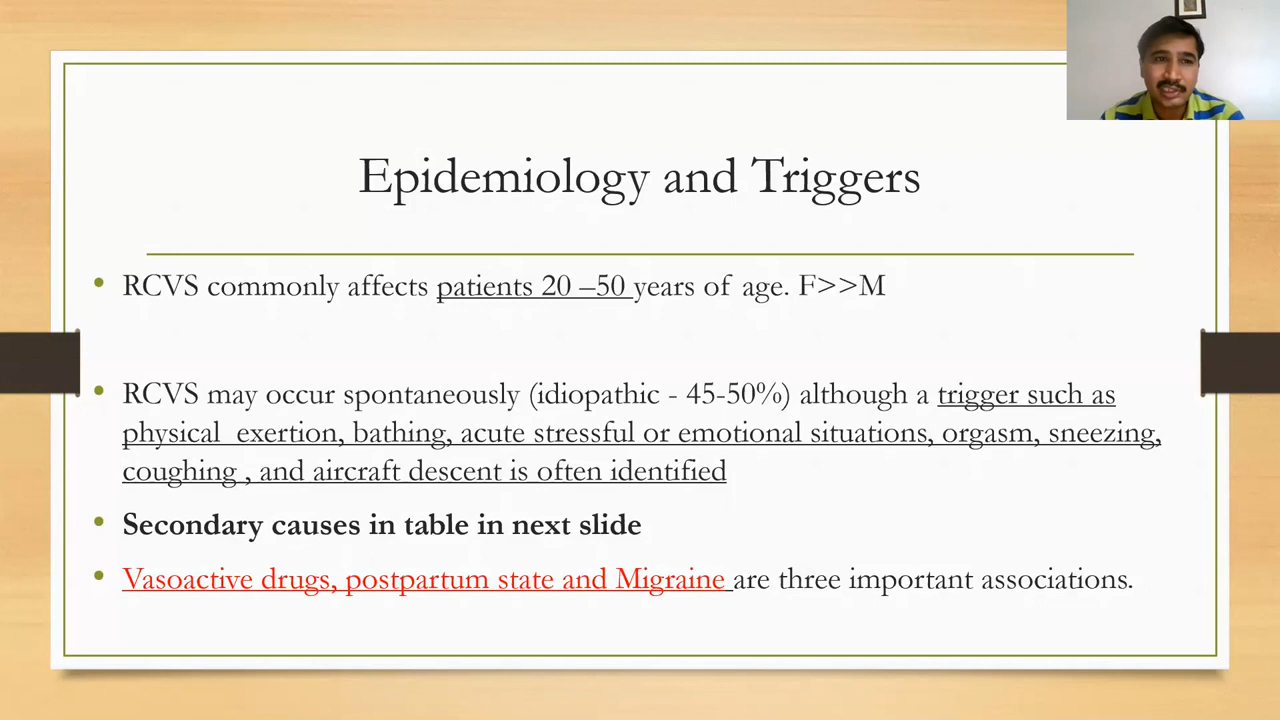 Epidemiology and Triggers
• RCVS commonly affects patients 20 –50 years of age. F>>M
• RCVS may occur spontaneously (idiopathic - 45-50%) although a trigger such as
physical exertion, bathing, acute stressful or emotional situations, orgasm, sneezing,
coughing , and aircraft descent is often identified
• Secondary causes in table in next slide
• Vasoactive drugs, postpartum state and Migraine are three important associations.